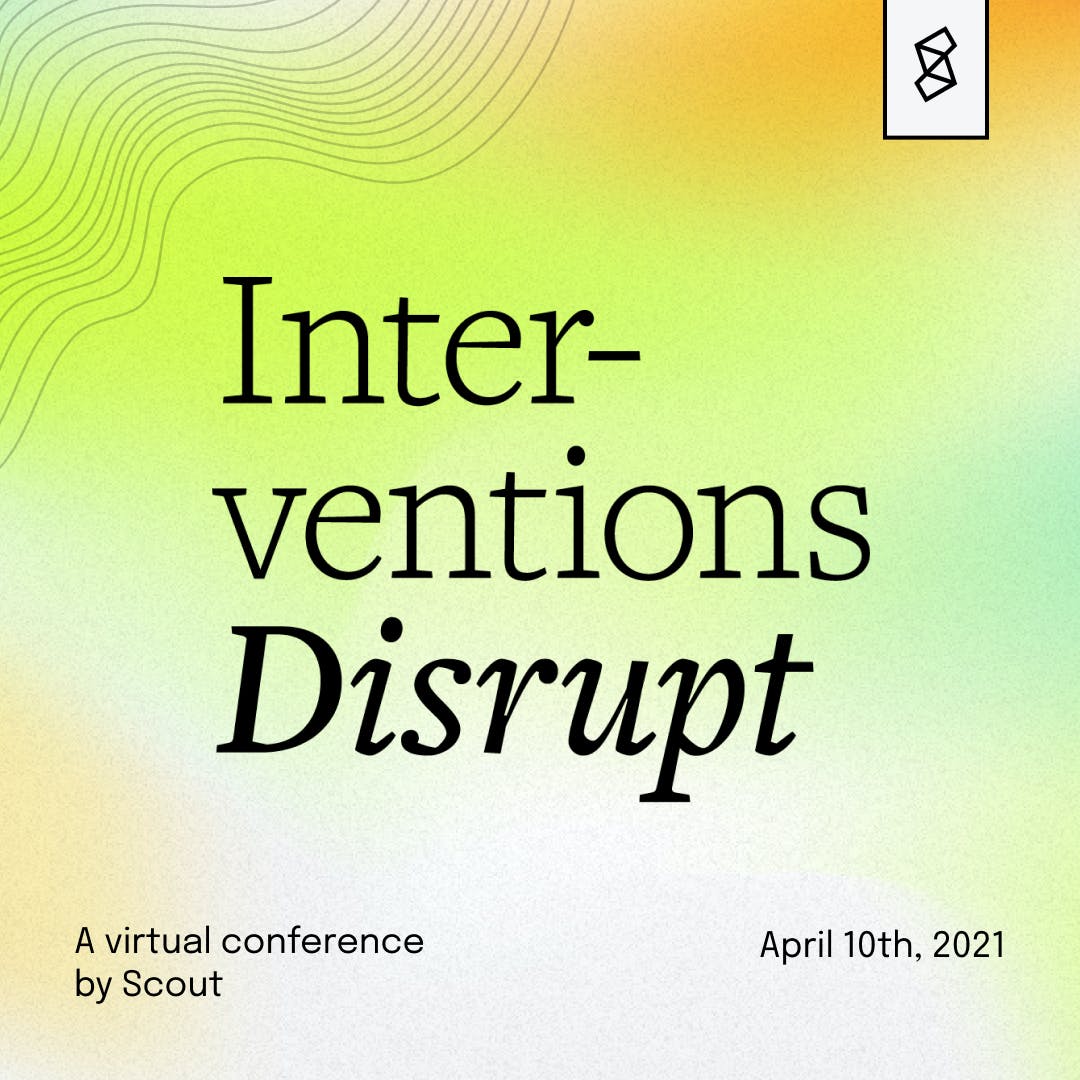 Inter-
ventions
Disrupt
A virtual conference
by Scout
April 10th, 2021